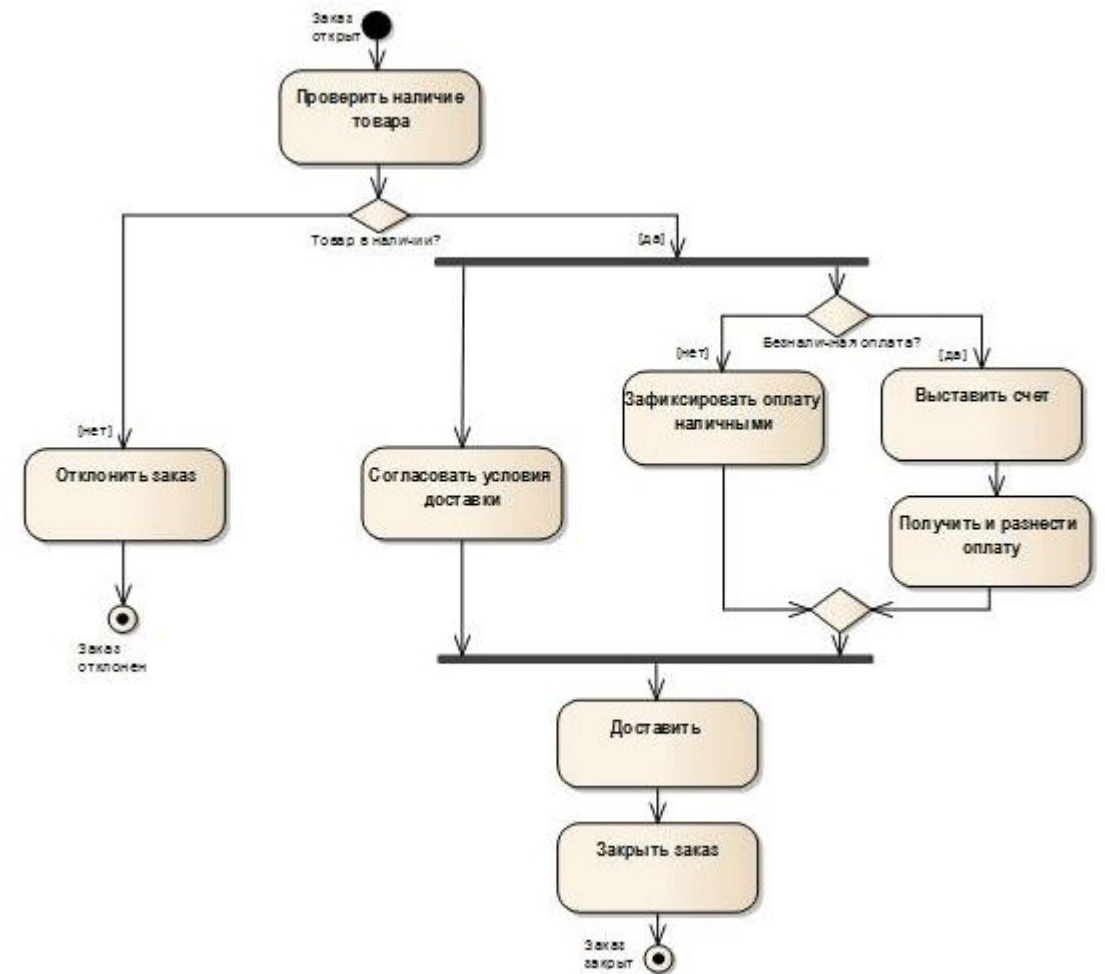 Заказ
открыт
Проверить наличие
товара
Товар в наличии?
[да]
Безналичная оплата?
[нет]
[да]
Зафиксировать оплату
наличными
Выставить счет
[нет]
Отклонить заказ
Согласовать условия
доставки
Получить и разнести
оплату
Заказ
отклонен
Доставить
Закрыть заказ
Заказ
закрыт